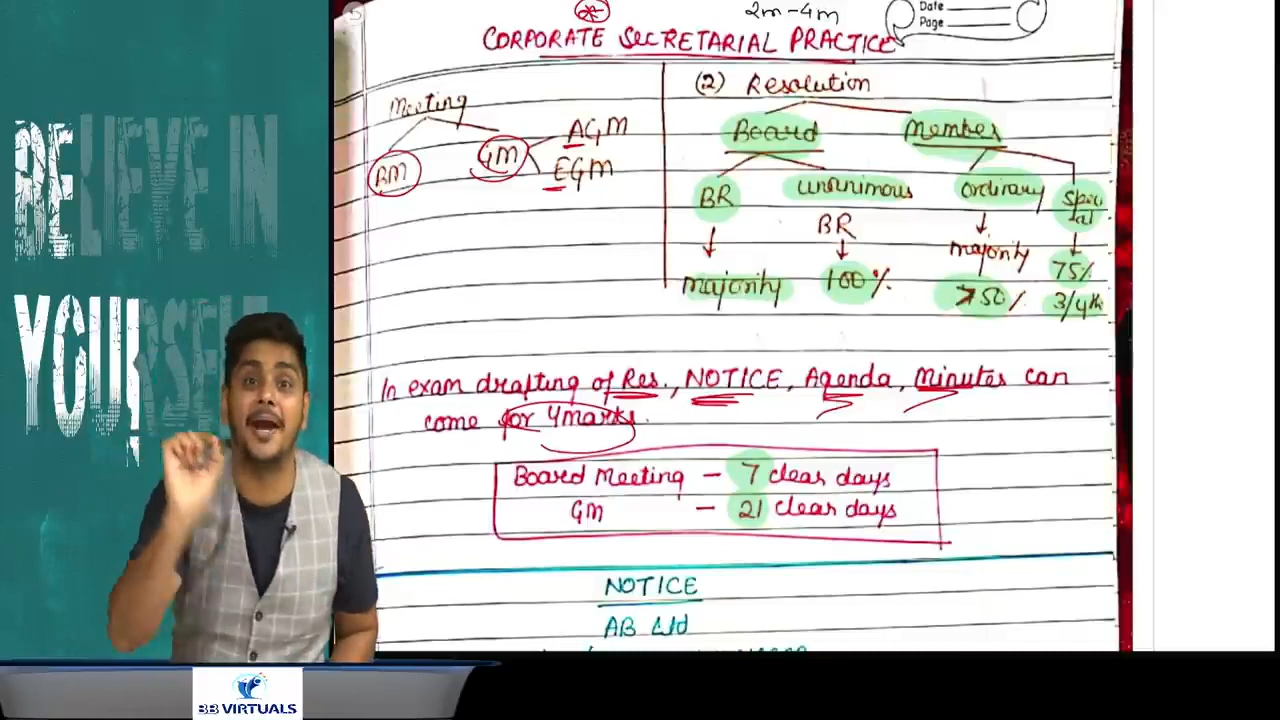 2m-4m
Date
Page
CORPORATE SECRETARIAL PRACTICE
Meeting
BM
GM
AGM
EGM
(2) Resolution
Board
Member
BR
unanimous
BR
ordinary
special
majority
100%
majority
>50%
75%
3/4th
In exam drafting of Res., NOTICE, Agenda, Minutes can
come for 4marks.
Board Meeting - 7 clear days
GM - 21 clear days
NOTICE
AB Ltd
BELIEVE IN
YOURSELF
BB VIRTUALS